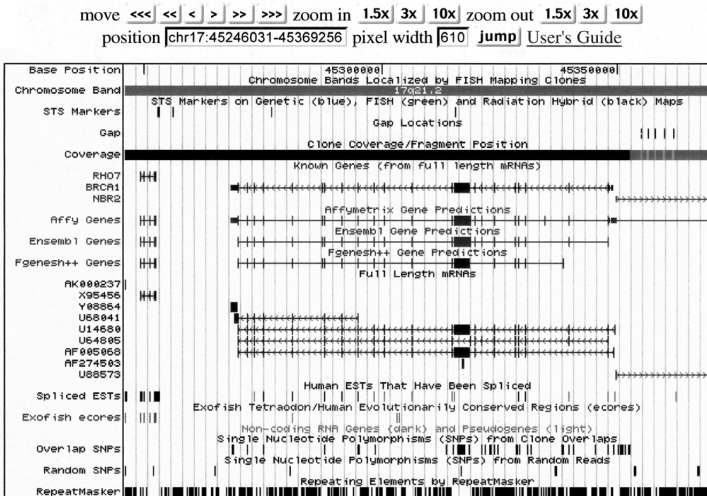 move <<< << < > >> >>> zoom in 1.5x 3x 10x zoom out 1.5x 3x 10x
position chr17:45246031-45369256 pixel width 610 jump User's Guide
Base Position 45300000 45350000
Chromosome Bands Localized by FISH Mapping Clones
Chromosome Band 17q21.2
STS Markers on Genetic (blue), FISH (green) and Radiation Hybrid (black) Maps
STS Markers
Gap Locations
Gap
Clone Coverage/Fragment Position
Coverage
Known Genes (from full length mRNAs)
RHO7
BRCA1
NBR2
Affymetrix Gene Predictions
Affy Genes
Ensembl Gene Predictions
Ensembl Genes
Fgenesh++ Gene Predictions
Fgenesh++ Genes
Full Length mRNAs
AK000237
X95456
Y08864
U68041
U14680
U64805
AF005068
AF274503
U88573
Human ESTs That Have Been Spliced
Spliced ESTs
Exofish Tetraodon/Human Evolutionarily Conserved Regions (ecores)
Exofish ecores
Non-coding RNA Genes (dark) and Pseudogenes (light)
Single Nucleotide Polymorphisms (SNPs) from Clone Overlaps
Overlap SNPs
Single Nucleotide Polymorphisms (SNPs) from Random Reads
Random SNPs
Repeating Elements by RepeatMasker
RepeatMasker